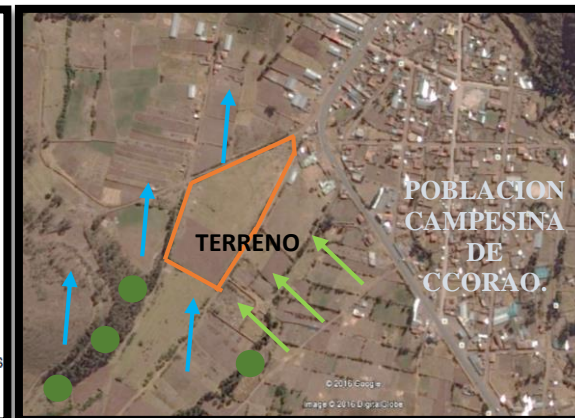 TERRENO
POBLACION
CAMPESINA
DE
CCORAO.
© 2016 Google
Image © 2016 DigitalGlobe